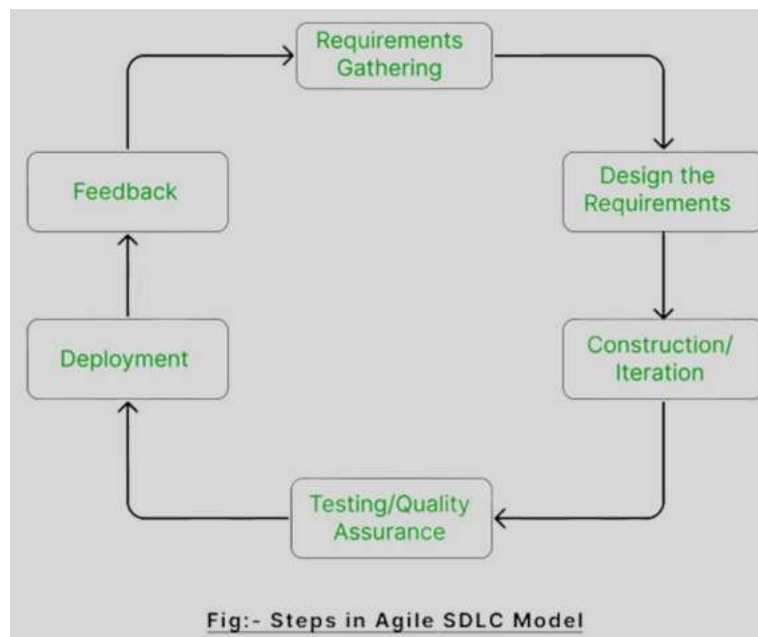 Requirements
Gathering
Feedback
Design the
Requirements
Deployment
Construction/
Iteration
Testing/Quality
Assurance
Fig:- Steps in Agile SDLC Model